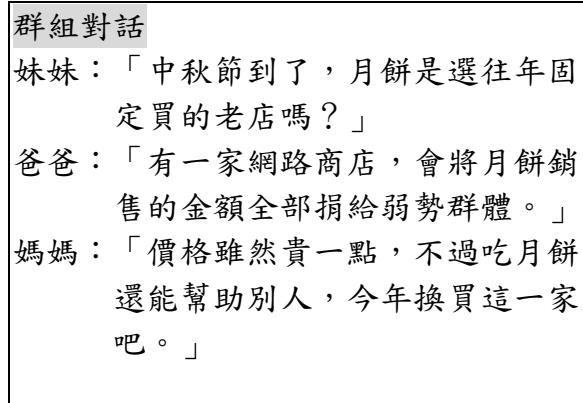 群組對話
妹妹：「中秋節到了，月餅是選往年固
定買的老店嗎？」
爸爸：「有一家網路商店，會將月餅銷
售的金額全部捐給弱勢群體。」
媽媽：「價格雖然貴一點，不過吃月餅
還能幫助別人，今年換買這一家
吧。」